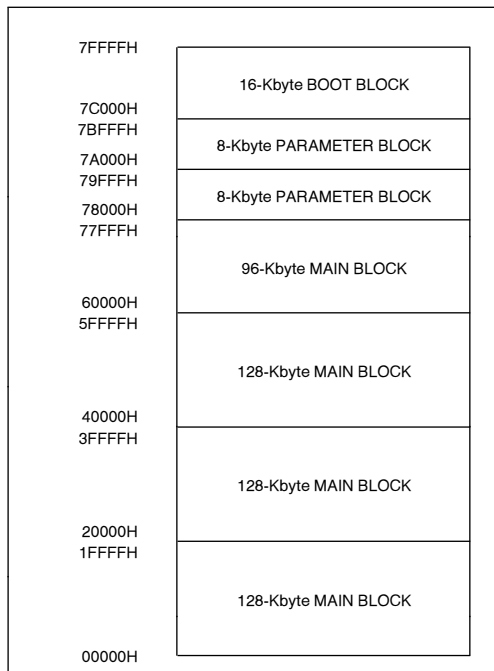 7FFFFH
16-Kbyte BOOT BLOCK
7C000H
7BFFFH
8-Kbyte PARAMETER BLOCK
7A000H
79FFFH
8-Kbyte PARAMETER BLOCK
78000H
77FFFH
96-Kbyte MAIN BLOCK
60000H
5FFFFH
128-Kbyte MAIN BLOCK
40000H
3FFFFH
128-Kbyte MAIN BLOCK
20000H
1FFFFH
128-Kbyte MAIN BLOCK
00000H